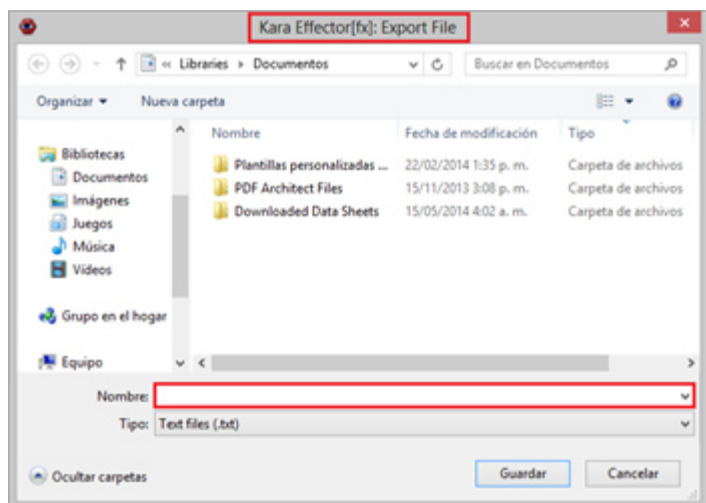 Kara Effector[fx]: Export File
« Libraries ▸ Documentos
Buscar en Documentos
Organizar
Nueva carpeta
Nombre
Fecha de modificación
Tipo
Bibliotecas
Documentos
Imágenes
Juegos
Música
Vídeos
Grupo en el hogar
Equipo
Plantillas personalizadas ...
22/02/2014 1:35 p. m.
Carpeta de archivos
PDF Architect Files
15/11/2013 3:08 p. m.
Carpeta de archivos
Downloaded Data Sheets
15/05/2014 4:02 a. m.
Carpeta de archivos
Nombre:
Tipo: Text files (.txt)
Ocultar carpetas
Guardar
Cancelar